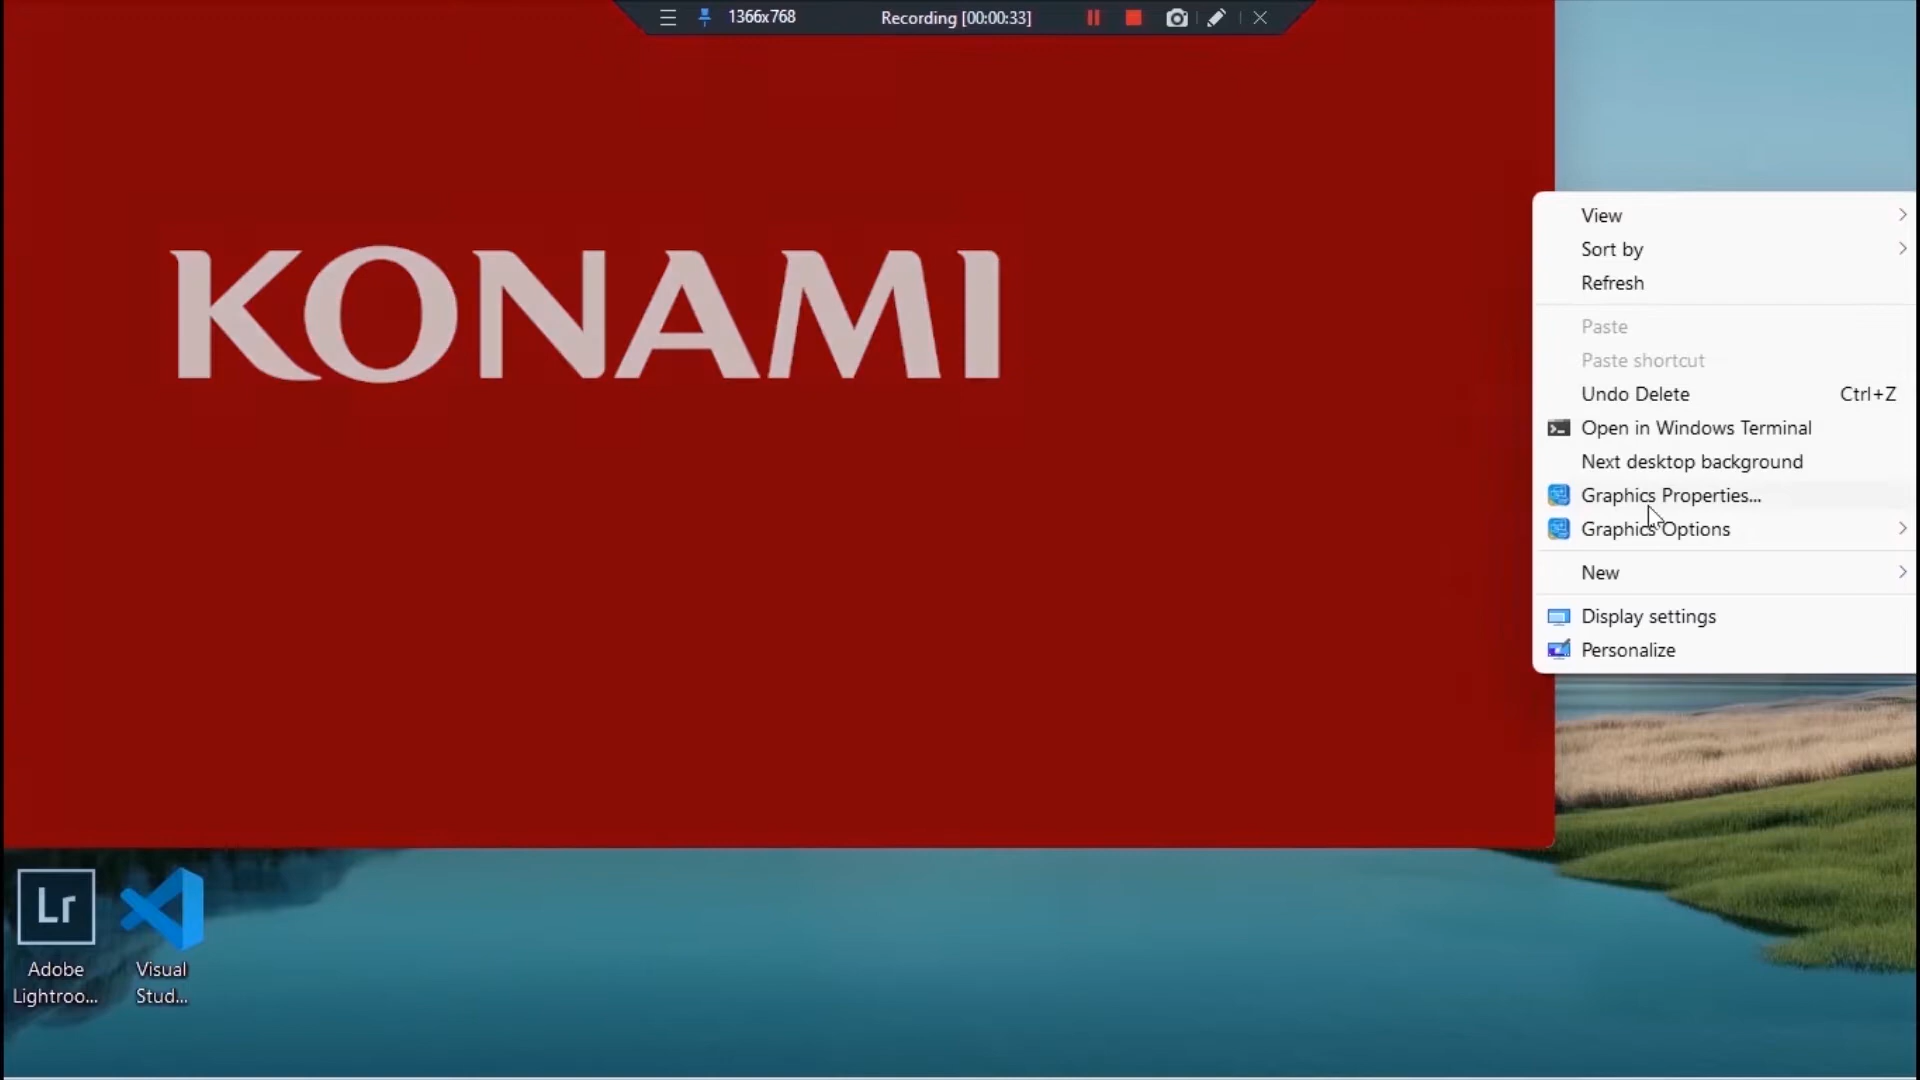 1366x768
Recording [00:00:33]
KONAMI
View
Sort by
Refresh
Paste
Paste shortcut
Undo Delete Ctrl+Z
Open in Windows Terminal
Next desktop background
Graphics Properties...
Graphics Options
New
Display settings
Personalize
Lr
Adobe
Lightroo...
Visual
Stud...